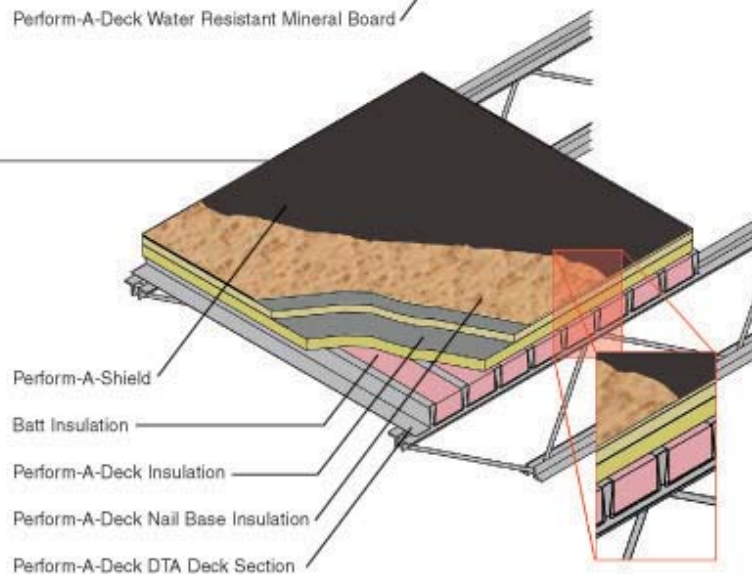 Perform-A-Deck Water Resistant Mineral Board
Perform-A-Shield
Batt Insulation
Perform-A-Deck Insulation
Perform-A-Deck Nail Base Insulation
Perform-A-Deck DTA Deck Section